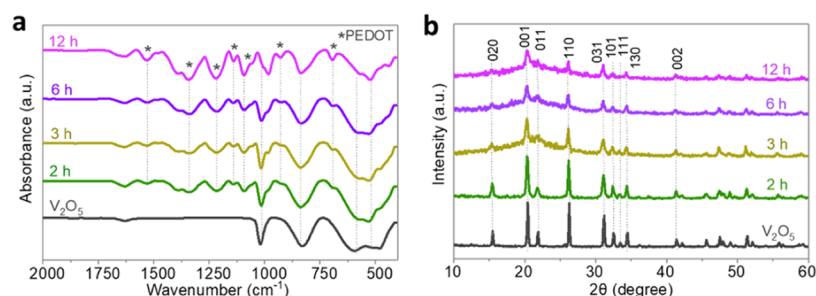 a
*PEDOT
12 h
6 h
3 h
2 h
V₂O₅
Absorbance (a.u.)
2000 1750 1500 1250 1000 750 500
Wavenumber (cm⁻¹)
b
020 001 011 110 031 101 111 130 002
12 h
6 h
3 h
2 h
V₂O₅
Intensity (a.u.)
10 20 30 40 50 60
2θ (degree)